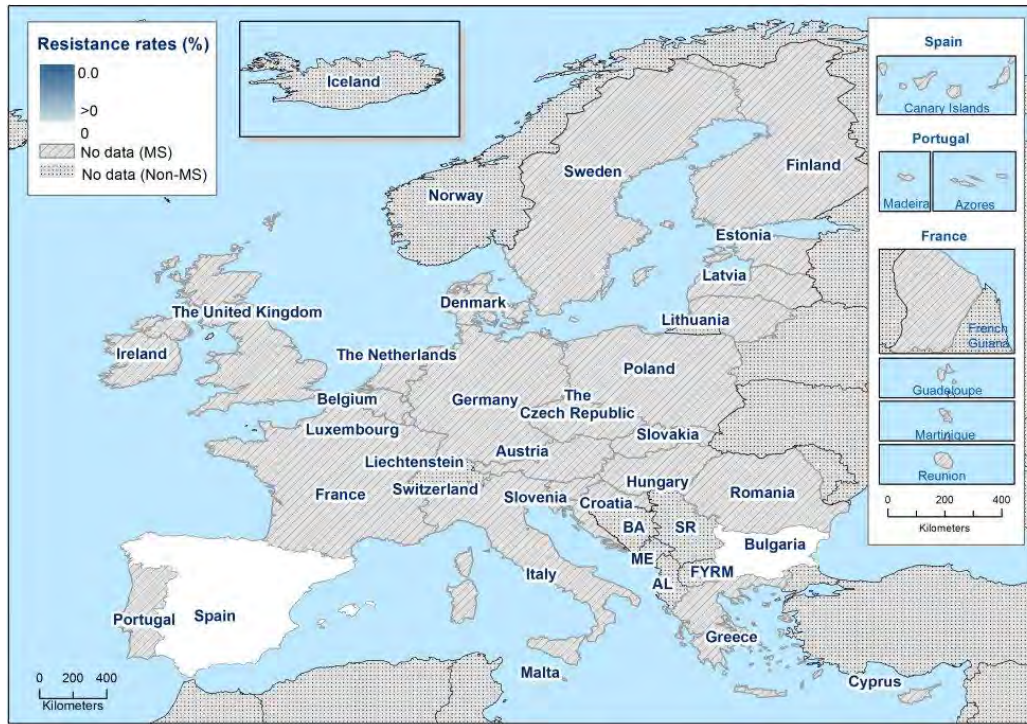 Resistance rates (%)
0.0
>0
0
No data (MS)
No data (Non-MS)
Iceland
Spain
Canary Islands
Portugal
Madeira
Azores
France
French
Guiana
Guadeloupe
Martinique
Reunion
0 200 400
Kilometers
Finland
Sweden
Norway
Estonia
Latvia
Denmark
Lithuania
The United Kingdom
Ireland
The Netherlands
Poland
Belgium
Germany
The
Czech Republic
Luxembourg
Slovakia
Austria
Liechtenstein
Hungary
Switzerland
France
Slovenia
Romania
Croatia
BA
SR
Bulgaria
ME
FYRM
AL
Italy
Portugal
Spain
Greece
Malta
Cyprus
0 200 400
Kilometers